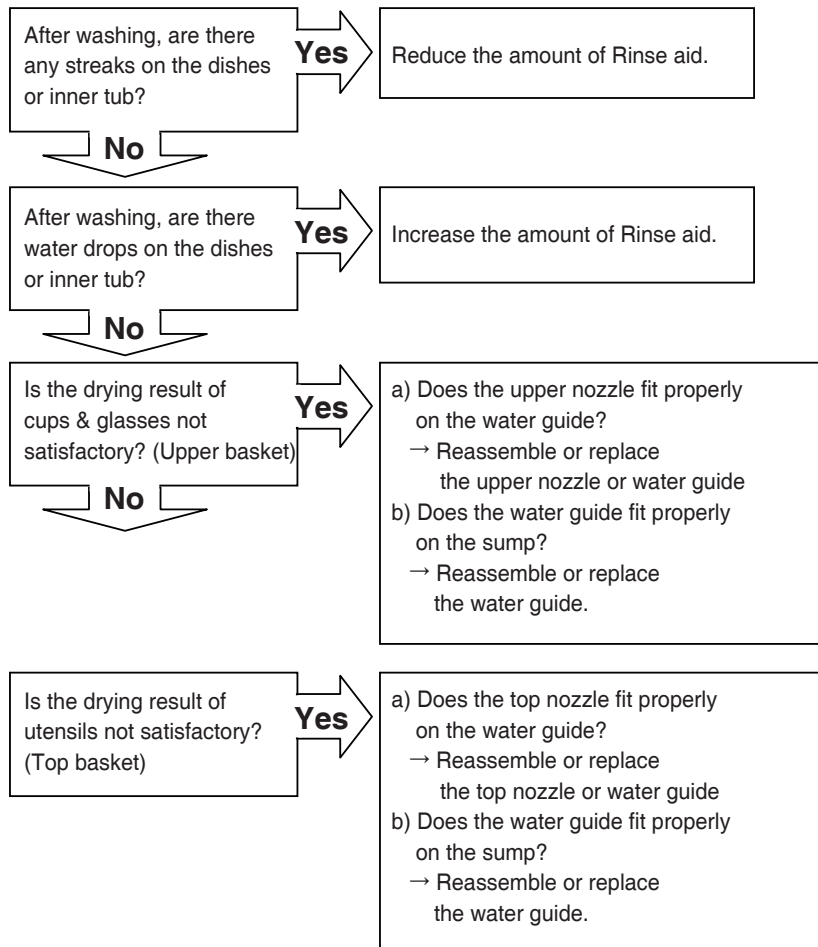 After washing, are there
any streaks on the dishes
or inner tub?
Yes
Reduce the amount of Rinse aid.
No
After washing, are there
water drops on the dishes
or inner tub?
Yes
Increase the amount of Rinse aid.
No
Is the drying result of
cups & glasses not
satisfactory? (Upper basket)
Yes
a) Does the upper nozzle fit properly
on the water guide?
→ Reassemble or replace
the upper nozzle or water guide
b) Does the water guide fit properly
on the sump?
→ Reassemble or replace
the water guide.
No
Is the drying result of
utensils not satisfactory?
(Top basket)
Yes
a) Does the top nozzle fit properly
on the water guide?
→ Reassemble or replace
the top nozzle or water guide
b) Does the water guide fit properly
on the sump?
→ Reassemble or replace
the water guide.